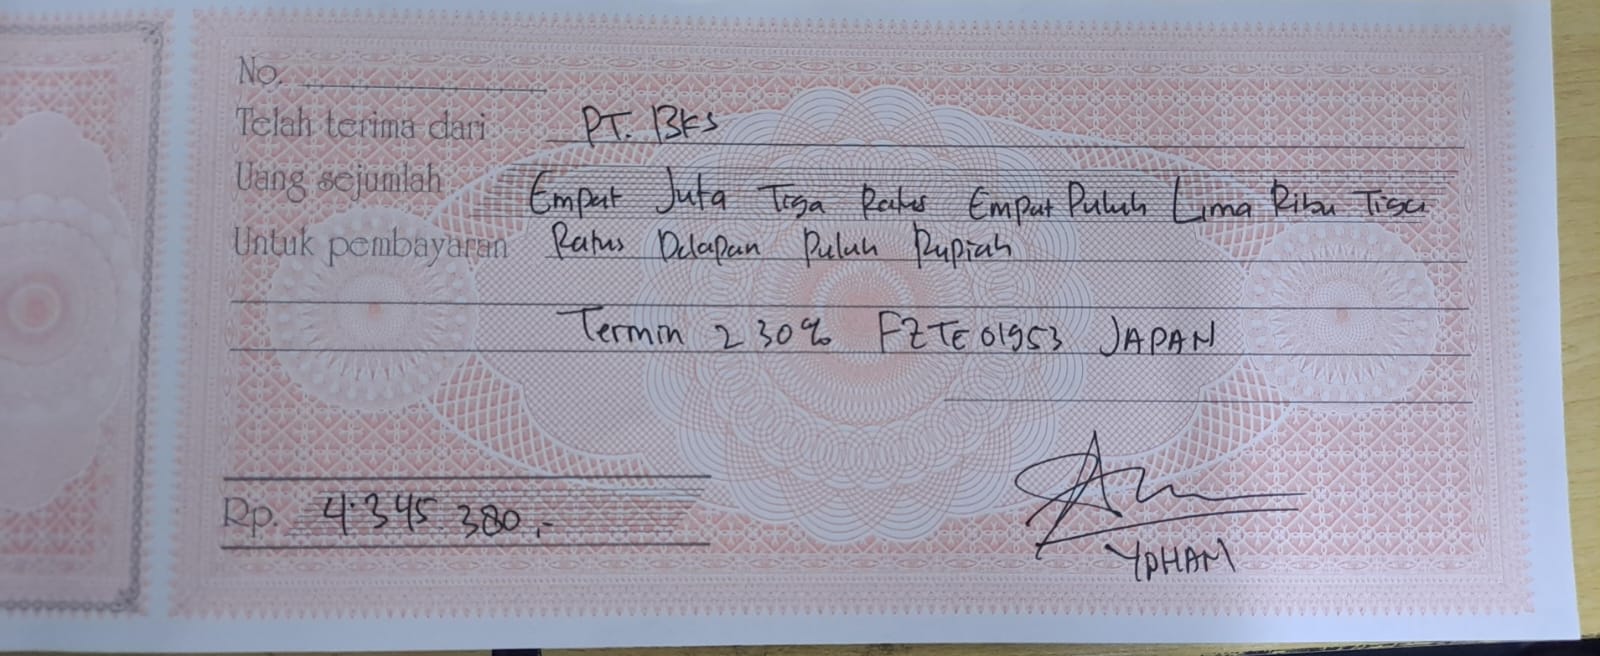 No.
Telah terima dari PT. BKS
Uang sejumlah Empat Juta Tiga Ratus Empat Puluh Lima Ribu Tiga
Untuk pembayaran Ratus Delapan Puluh Rupiah
Termin 2 30% FZTE01953 JAPAN
Rp. 4.345.380,-